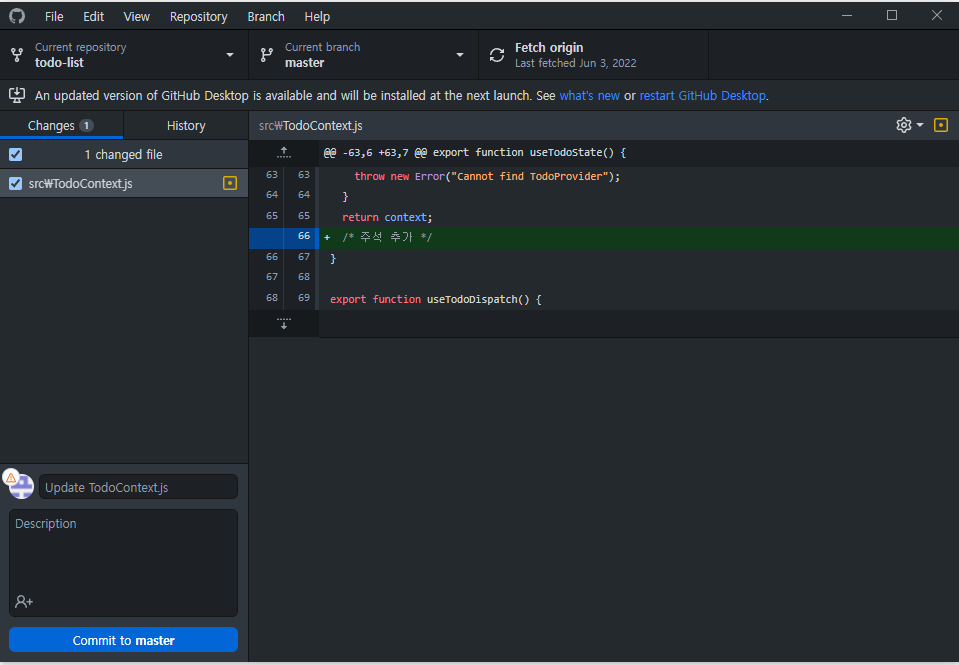 File Edit View Repository Branch Help
Current repository
todo-list
Current branch
master
Fetch origin
Last fetched Jun 3, 2022
An updated version of GitHub Desktop is available and will be installed at the next launch. See what's new or restart GitHub Desktop.
Changes 1 History
1 changed file
src₩TodoContext.js
src₩TodoContext.js
@@ -63,6 +63,7 @@ export function useTodoState() {
63 63 throw new Error("Cannot find TodoProvider");
64 64 }
65 65 return context;
66 + /* 주석 추가 */
66 67 }
67 68
68 69 export function useTodoDispatch() {
Update TodoContext.js
Description
Commit to master